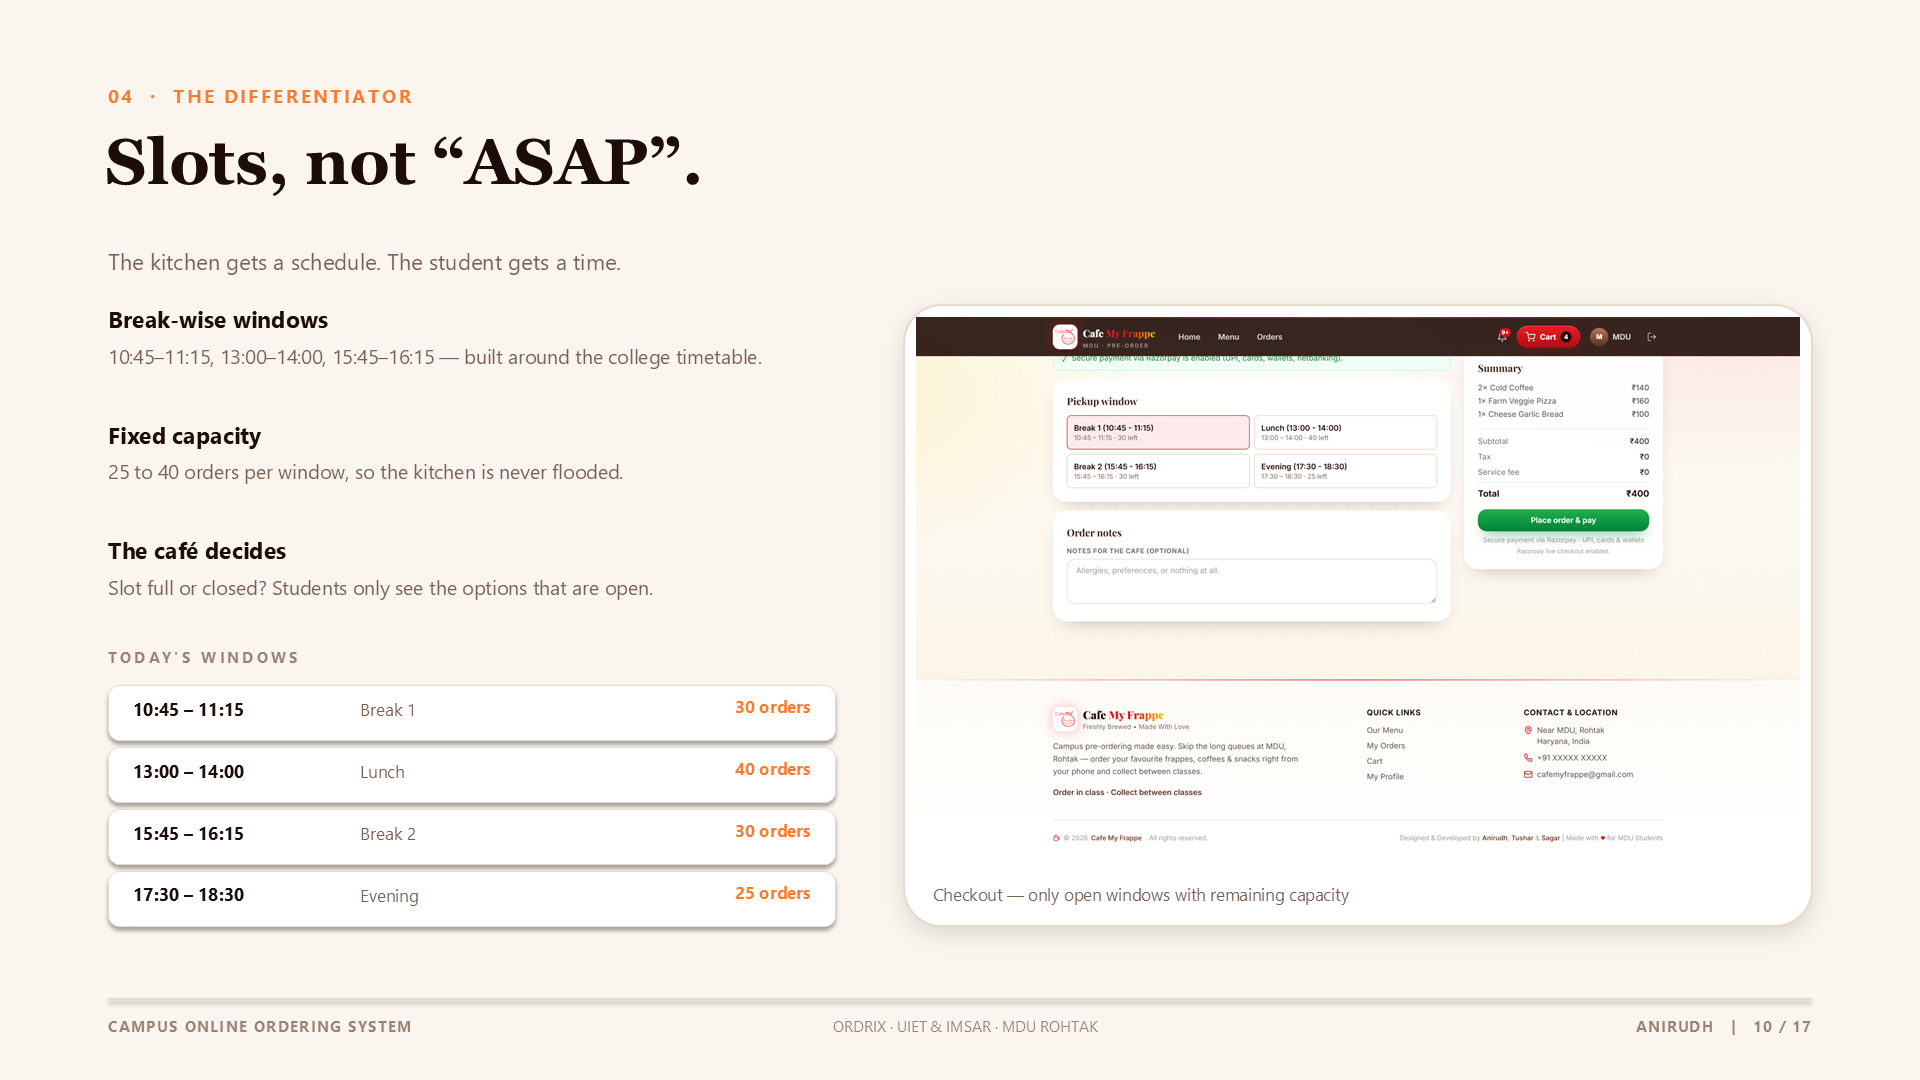 04 · THE DIFFERENTIATOR
Slots, not “ASAP”.
The kitchen gets a schedule. The student gets a time.
Break-wise windows
10:45–11:15, 13:00–14:00, 15:45–16:15 — built around the college timetable.
Fixed capacity
25 to 40 orders per window, so the kitchen is never flooded.
The café decides
Slot full or closed? Students only see the options that are open.
TODAY'S WINDOWS
10:45 – 11:15 Break 1 30 orders
13:00 – 14:00 Lunch 40 orders
15:45 – 16:15 Break 2 30 orders
17:30 – 18:30 Evening 25 orders
Cafe My Frappe
MDU · PRE-ORDER
Home Menu Orders
9+ Cart 4 M MDU
✓ Secure payment via Razorpay is enabled (UPI, cards, wallets, netbanking).
Pickup window
Break 1 (10:45 - 11:15)
10:45 – 11:15 · 30 left
Lunch (13:00 - 14:00)
13:00 – 14:00 · 40 left
Break 2 (15:45 - 16:15)
15:45 – 16:15 · 30 left
Evening (17:30 - 18:30)
17:30 – 18:30 · 25 left
Order notes
NOTES FOR THE CAFE (OPTIONAL)
Allergies, preferences, or nothing at all.
Summary
2× Cold Coffee ₹140
1× Farm Veggie Pizza ₹160
1× Cheese Garlic Bread ₹100
Subtotal ₹400
Tax ₹0
Service fee ₹0
Total ₹400
Place order & pay
Secure payment via Razorpay · UPI, cards & wallets
Razorpay live checkout enabled.
Cafe My Frappe
Freshly Brewed • Made With Love
Campus pre-ordering made easy. Skip the long queues at MDU,
Rohtak — order your favourite frappes, coffees & snacks right from
your phone and collect between classes.
Order in class · Collect between classes
QUICK LINKS
Our Menu
My Orders
Cart
My Profile
CONTACT & LOCATION
Near MDU, Rohtak
Haryana, India
+91 XXXXX XXXXX
cafemyfrappe@gmail.com
© 2026 Cafe My Frappe . All rights reserved.
Designed & Developed by Anirudh, Tushar & Sagar | Made with ♥ for MDU Students
Checkout — only open windows with remaining capacity
CAMPUS ONLINE ORDERING SYSTEM
ORDRIX · UIET & IMSAR · MDU ROHTAK
ANIRUDH | 10 / 17